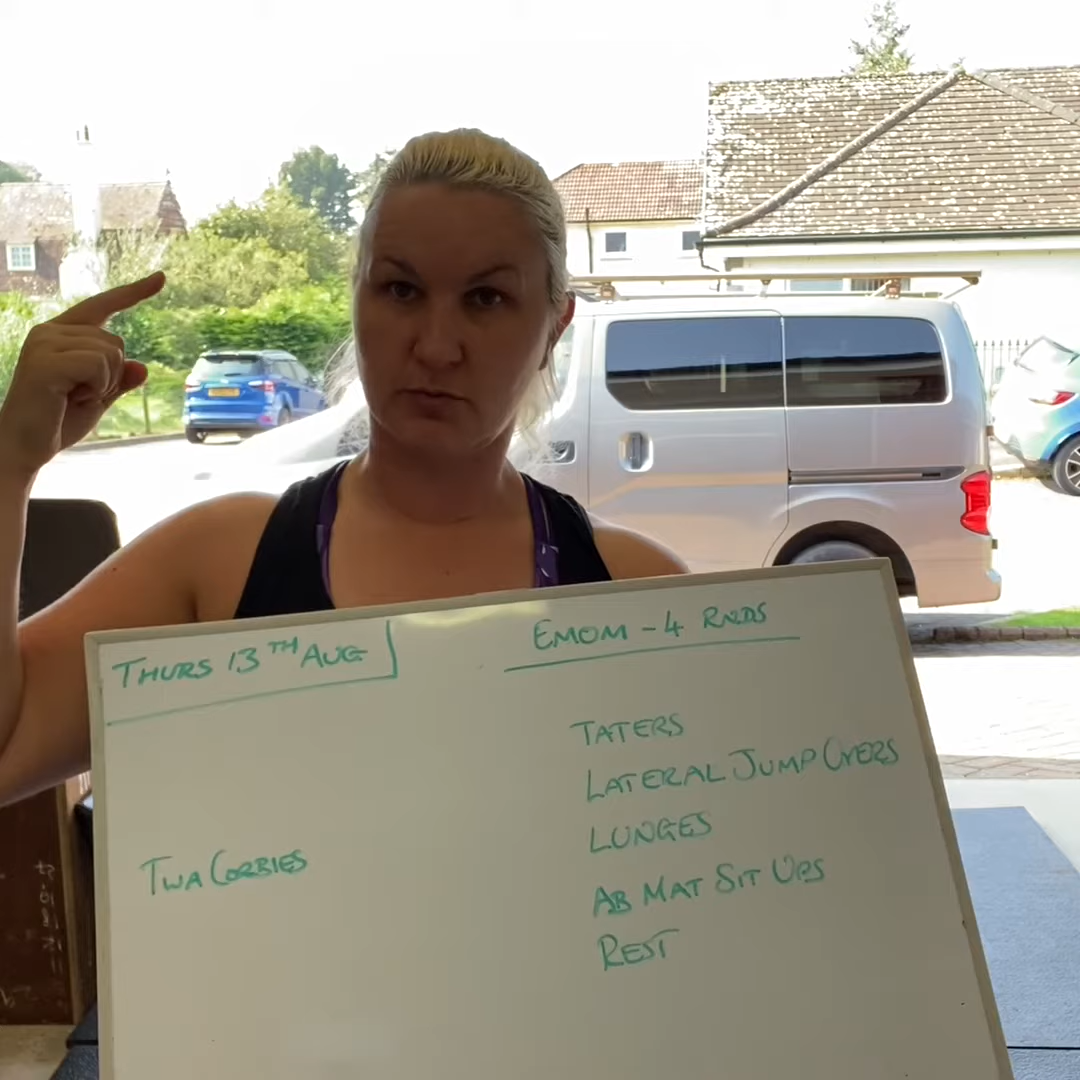 THURS 13TH AUG
TWA CORBIES
EMOM - 4 RNDS
TATERS
LATERAL JUMP OVERS
LUNGES
AB MAT SIT UPS
REST